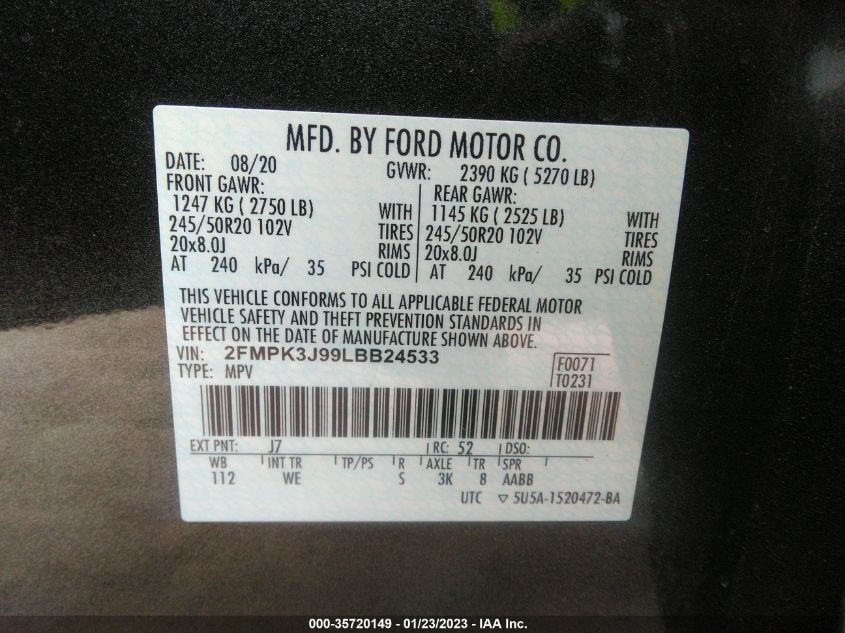 MFD. BY FORD MOTOR CO.
DATE: 08/20 GVWR: 2390 KG ( 5270 LB)
FRONT GAWR: REAR GAWR:
1247 KG ( 2750 LB) WITH 1145 KG ( 2525 LB) WITH
245/50R20 102V TIRES 245/50R20 102V TIRES
20x8.0J RIMS 20x8.0J RIMS
AT 240 kPa/ 35 PSI COLD AT 240 kPa/ 35 PSI COLD
THIS VEHICLE CONFORMS TO ALL APPLICABLE FEDERAL MOTOR
VEHICLE SAFETY AND THEFT PREVENTION STANDARDS IN
EFFECT ON THE DATE OF MANUFACTURE SHOWN ABOVE.
VIN: 2FMPK3J99LBB24533 F0071
TYPE: MPV T0231
EXT PNT: J7 RC: 52 DSO:
WB INT TR TP/PS R AXLE TR SPR
112 WE S 3K 8 AABB
UTC ▽ 5U5A-1520472-BA
000-35720149 - 01/23/2023 - IAA Inc.